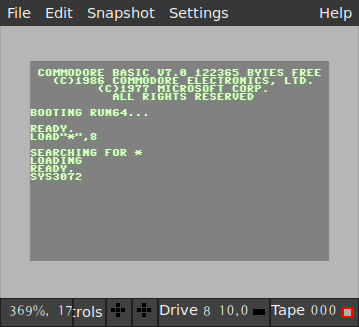 File Edit Snapshot Settings Help
COMMODORE BASIC V7.0 122365 BYTES FREE
(C)1986 COMMODORE ELECTRONICS, LTD.
(C)1977 MICROSOFT CORP.
ALL RIGHTS RESERVED
BOOTING RUN64...
READY.
LOAD"*",8
SEARCHING FOR *
LOADING
READY.
SYS3072
369%, 17 trols Drive 8 10,0 Tape 000